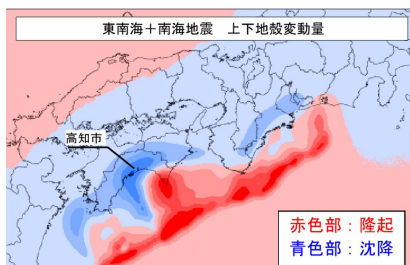 東南海+南海地震　上下地殻変動量
高知市
赤色部：隆起
青色部：沈降